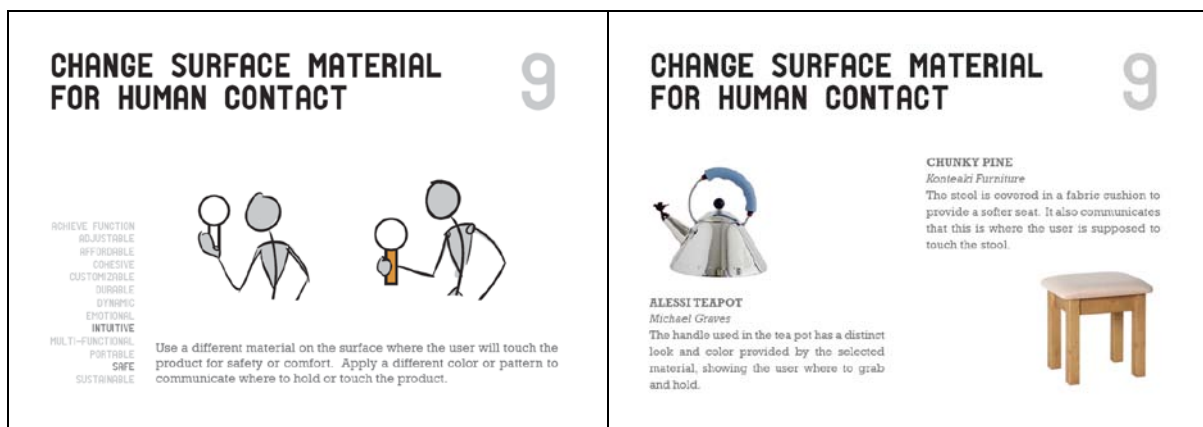 CHANGE SURFACE MATERIAL
FOR HUMAN CONTACT
9
ACHIEVE FUNCTION
ADJUSTABLE
AFFORDABLE
COHESIVE
CUSTOMIZABLE
DURABLE
DYNAMIC
EMOTIONAL
INTUITIVE
MULTI-FUNCTIONAL
PORTABLE
SAFE
SUSTAINABLE
Use a different material on the surface where the user will touch the
product for safety or comfort. Apply a different color or pattern to
communicate where to hold or touch the product.
CHANGE SURFACE MATERIAL
FOR HUMAN CONTACT
9
ALESSI TEAPOT
Michael Graves
The handle used in the tea pot has a distinct
look and color provided by the selected
material, showing the user where to grab
and hold.
CHUNKY PINE
Konteaki Furniture
The stool is covered in a fabric cushion to
provide a softer seat. It also communicates
that this is where the user is supposed to
touch the stool.